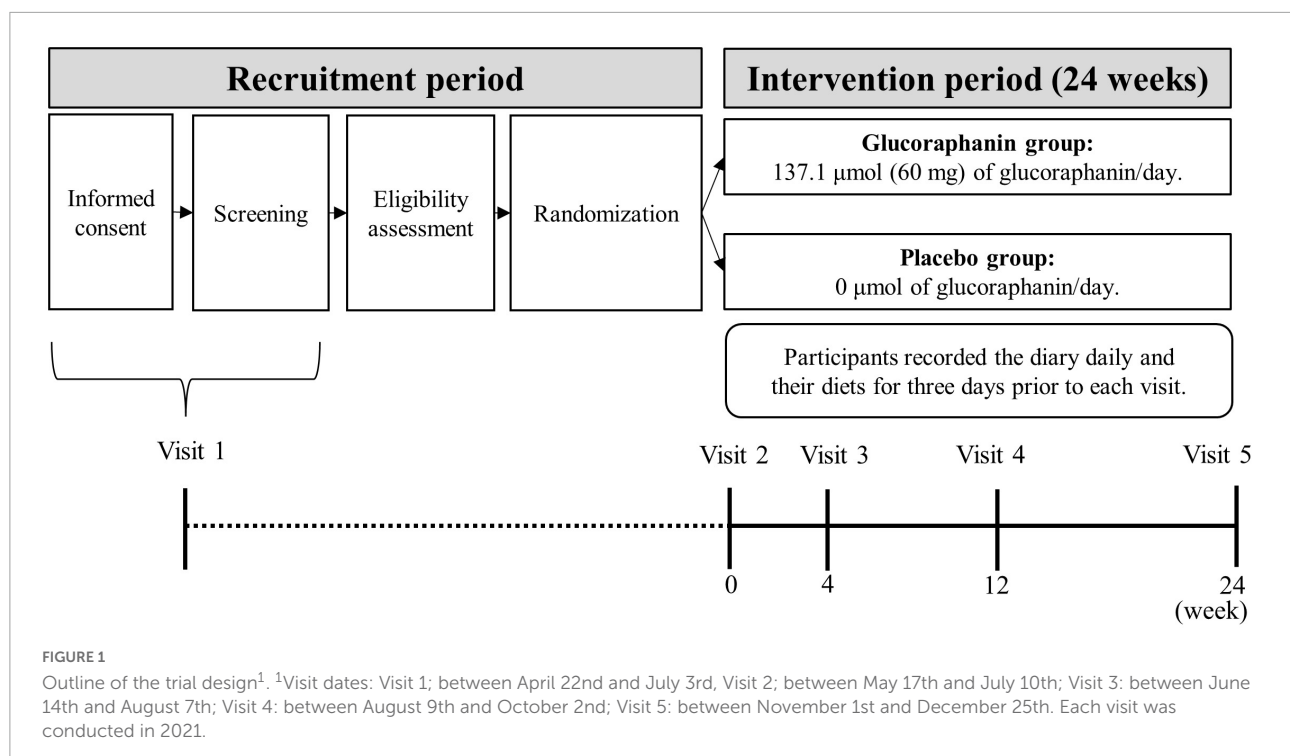 Recruitment period
Intervention period (24 weeks)
Informed
consent
Screening
Eligibility
assessment
Randomization
Glucoraphanin group:
137.1 μmol (60 mg) of glucoraphanin/day.
Placebo group:
0 μmol of glucoraphanin/day.
Participants recorded the diary daily and
their diets for three days prior to each visit.
Visit 1
Visit 2
Visit 3
Visit 4
Visit 5
0
4
12
24
(week)
FIGURE 1
Outline of the trial design¹. ¹Visit dates: Visit 1; between April 22nd and July 3rd, Visit 2; between May 17th and July 10th; Visit 3: between June
14th and August 7th; Visit 4: between August 9th and October 2nd; Visit 5: between November 1st and December 25th. Each visit was
conducted in 2021.